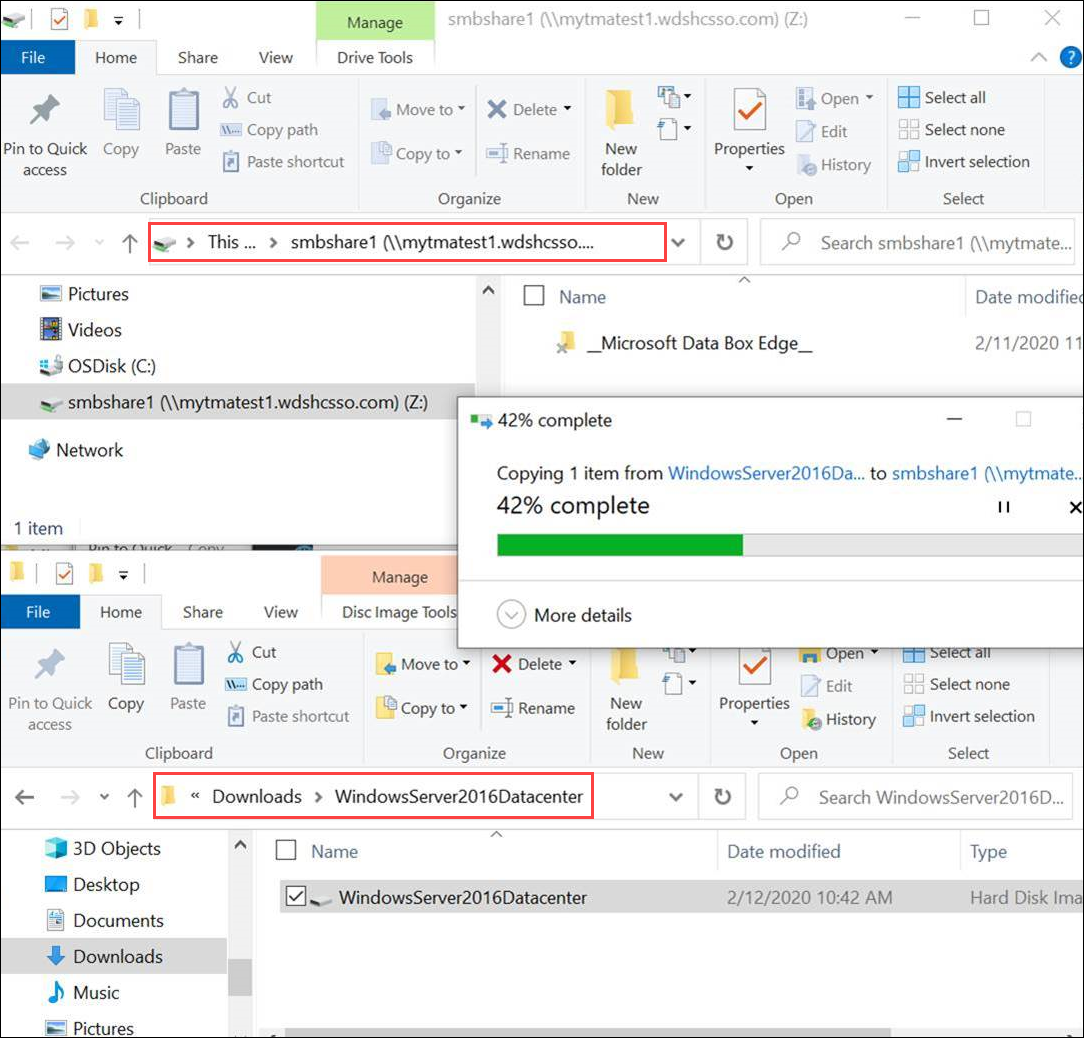 Manage
smbshare1 (\\mytmatest1.wdshcsso.com) (Z:)
File
Home
Share
View
Drive Tools
?
Pin to Quick
access
Copy
Paste
Cut
Copy path
Paste shortcut
Clipboard
Move to
Copy to
Delete
Rename
Organize
New
folder
New
Properties
Open
Edit
History
Open
Select all
Select none
Invert selection
Select
This ... > smbshare1 (\\mytmatest1.wdshcsso....
Search smbshare1 (\\mytmate...
Pictures
Videos
OSDisk (C:)
smbshare1 (\\mytmatest1.wdshcsso.com) (Z:)
Network
1 item
Name
Date modified
__Microsoft Data Box Edge__
2/11/2020 11
42% complete
Copying 1 item from WindowsServer2016Da... to smbshare1 (\\mytmate...
42% complete
More details
Pin to Quick
Copy
Manage
File
Home
Share
View
Disc Image Tools
Pin to Quick
access
Copy
Paste
Cut
Copy path
Paste shortcut
Clipboard
Move to
Copy to
Delete
Rename
Organize
New
folder
New
Properties
Open
Edit
History
Open
Select all
Select none
Invert selection
Select
« Downloads > WindowsServer2016Datacenter
Search WindowsServer2016D...
3D Objects
Desktop
Documents
Downloads
Music
Pictures
Name
Date modified
Type
WindowsServer2016Datacenter
2/12/2020 10:42 AM
Hard Disk Ima